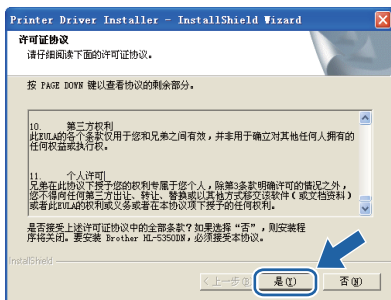 Printer Driver Installer - InstallShield Wizard
许可证协议
请仔细阅读下面的许可证协议。
按 PAGE DOWN 键以查看协议的剩余部分。
10. 第三方权利
此EULA的各个条款仅用于您和兄弟之间有效，并非用于确立对其他任何人拥有的
任何权益或执行权。
11. 个人许可
兄弟在此协议下授予您的权利专属于您个人，除第3条款明确许可的情况之外，
您不得向任何第三方出让、转让、替换或以其他方式移交该软件（或文档资料）
或者此EULA的权利或义务或者在本协议项下授予的任何权利。
是否接受上述许可证协议中的全部条款？如果选择“否”，则安装程
序将关闭。要安装 Brother HL-5350DN，必须接受本协议。
InstallShield
<上一步(B) 是(Y) 否(N)